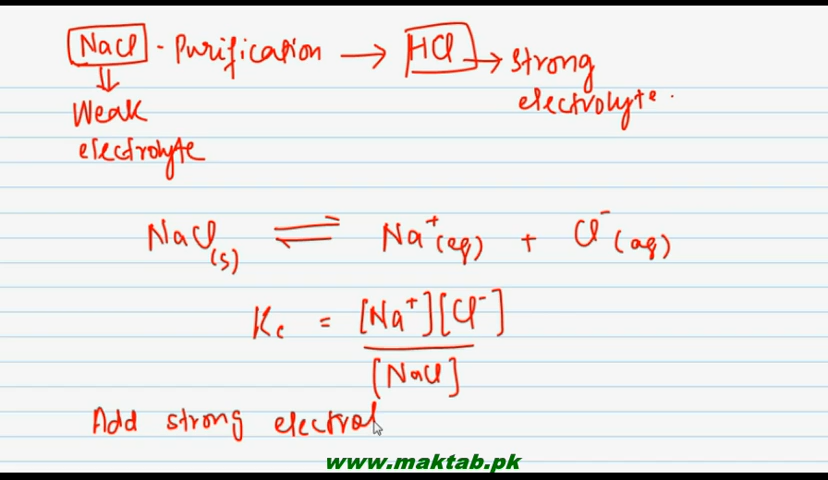 NaCl - Purification → HCl → strong
electrolyte.
⇓
Weak
electrolyte
NaCl(s) ⇌ Na⁺(aq) + Cl⁻(aq)
Kc = [Na⁺][Cl⁻]
[NaCl]
Add strong electrol
www.maktab.pk